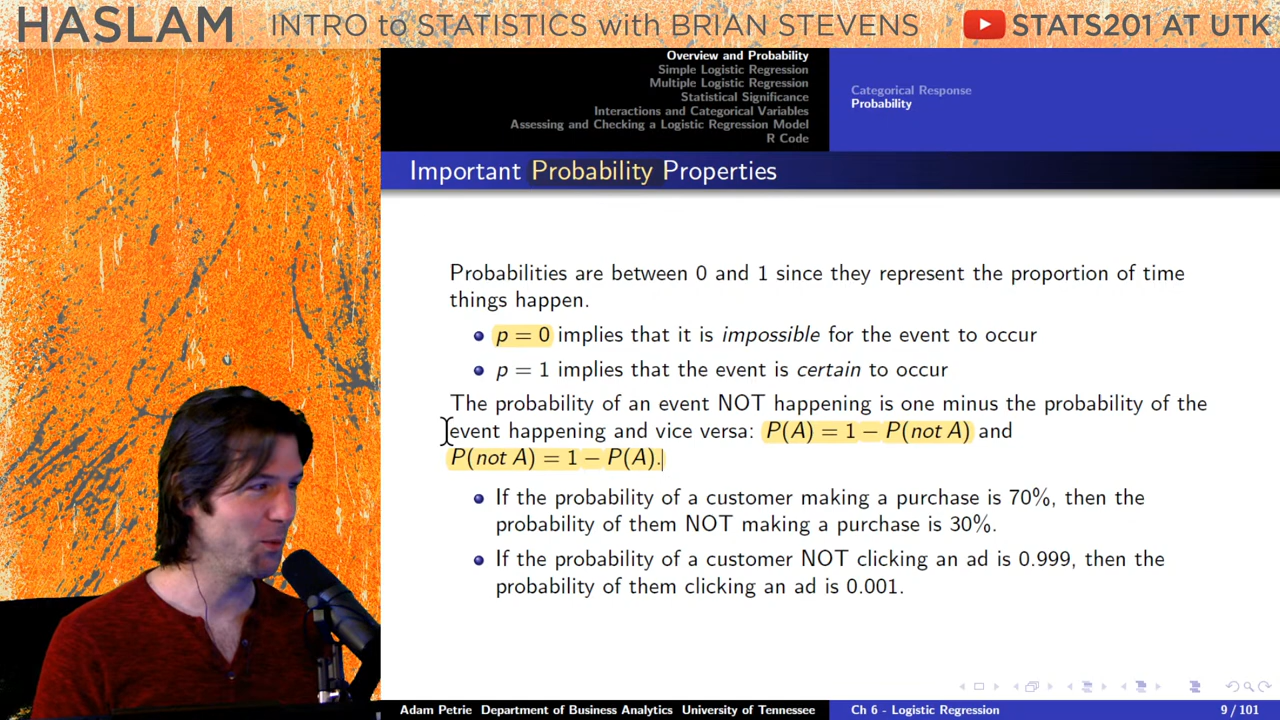 HASLAM INTRO to STATISTICS with BRIAN STEVENS STATS201 AT UTK
Overview and Probability
Simple Logistic Regression
Multiple Logistic Regression
Statistical Significance
Interactions and Categorical Variables
Assessing and Checking a Logistic Regression Model
R Code
Categorical Response
Probability
Important Probability Properties
Probabilities are between 0 and 1 since they represent the proportion of time
things happen.
p = 0 implies that it is impossible for the event to occur
p = 1 implies that the event is certain to occur
The probability of an event NOT happening is one minus the probability of the
event happening and vice versa: P(A) = 1 − P(not A) and
P(not A) = 1 − P(A).
If the probability of a customer making a purchase is 70%, then the
probability of them NOT making a purchase is 30%.
If the probability of a customer NOT clicking an ad is 0.999, then the
probability of them clicking an ad is 0.001.
Adam Petrie Department of Business Analytics University of Tennessee Ch 6 - Logistic Regression 9 / 101